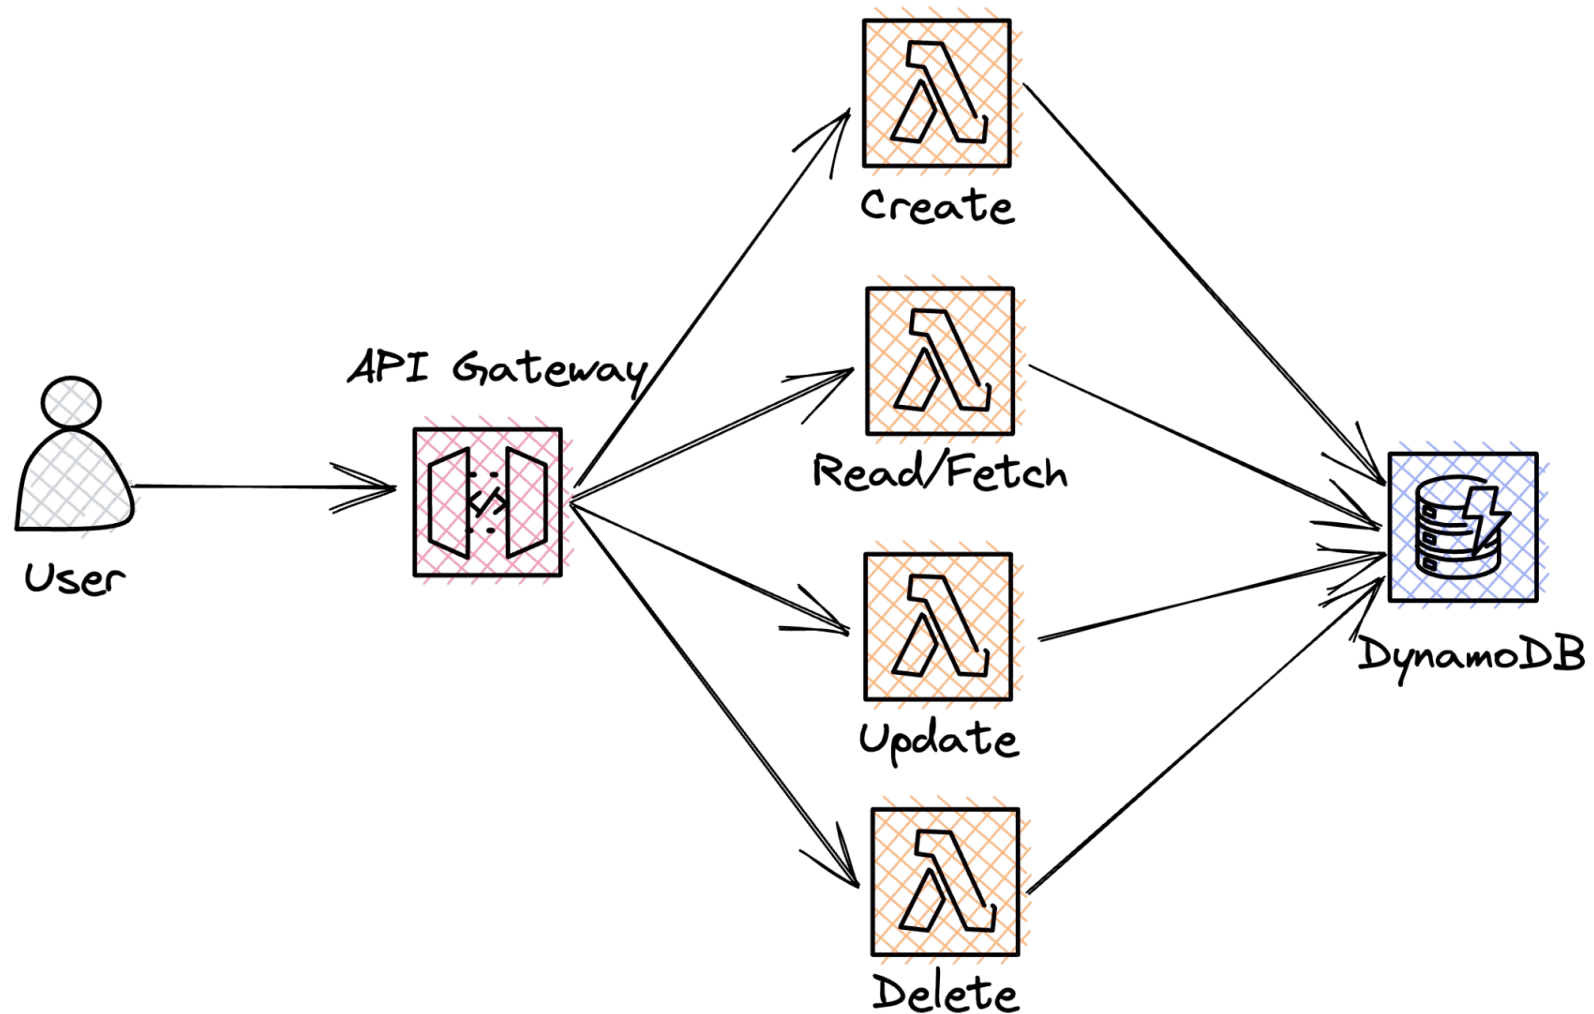 Create
API Gateway
Read/Fetch
User
</>
DynamoDB
Update
Delete